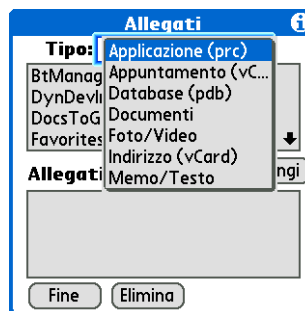 Allegati
Tipo:
Applicazione (prc)
Appuntamento (vC...
Database (pdb)
Documenti
Foto/Video
Indirizzo (vCard)
Memo/Testo
BtManag
DynDevIn
DocsToG
Favorites
Allegati
ngi
Fine
Elimina